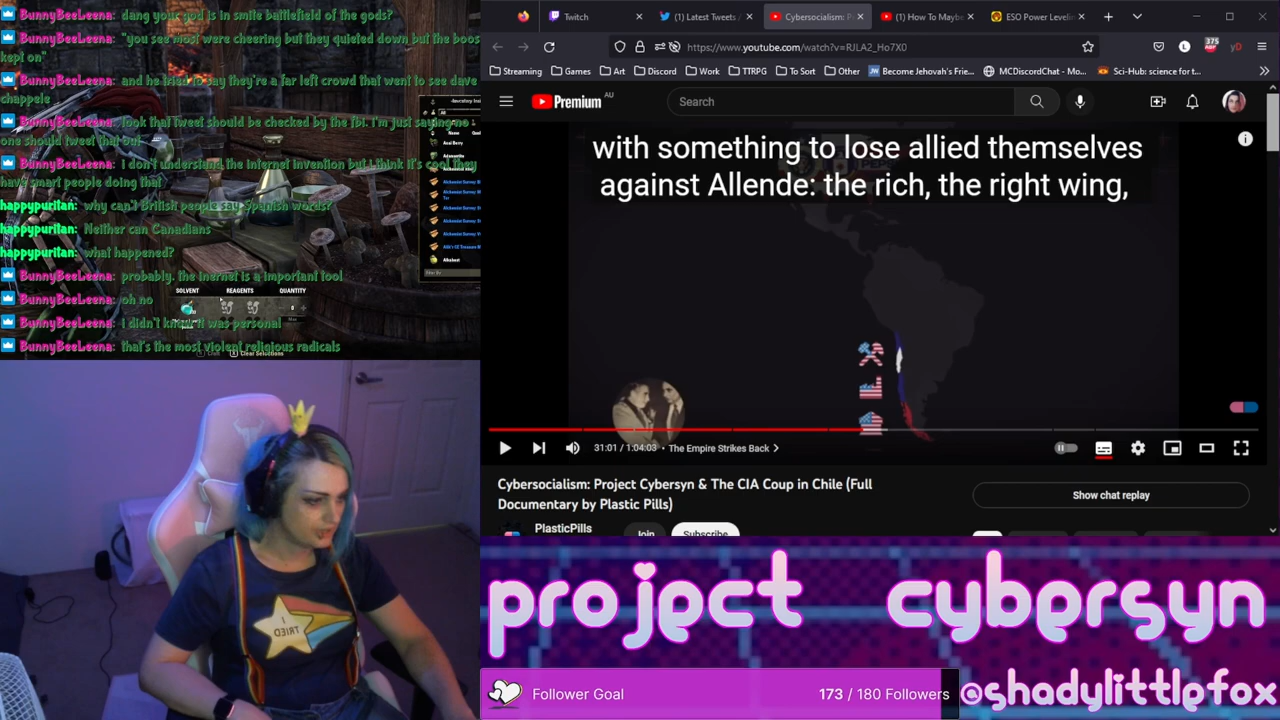 BunnyBeeLeena: dang your god is in smite battlefield of the gods?
BunnyBeeLeena: "you see most were cheering but they quieted down but the boos
kept on"
BunnyBeeLeena: and he tried to say they're a far left crowd that went to see dave
chappele
BunnyBeeLeena: look that tweet should be checked by the fbi. i'm just saying no
one should tweet that but
BunnyBeeLeena: I don't understand the internet invention but I think it's cool they
have smart people doing that
happypuritan: why can't British people say Spanish words?
happypuritan: Neither can Canadians
happypuritan: what happened?
BunnyBeeLeena: probably. the inernet is a important tool
BunnyBeeLeena: oh no
BunnyBeeLeena: I didn't know it was personal
BunnyBeeLeena: that's the most violent religious radicals
SOLVENT REAGENTS QUANTITY
Clear Selections
I TRIED
Twitch
(1) Latest Tweets /
Cybersocialism: P
(1) How To Maybe
ESO Power Levelin
https://www.youtube.com/watch?v=RJLA2_Ho7X0
375
yD
Streaming Games Art Discord Work TTRPG To Sort Other Become Jehovah's Frie... MCDiscordChat - Mo... Sci-Hub: science for t...
Premium AU
Search
with something to lose allied themselves
against Allende: the rich, the right wing,
31:01 / 1:04:03 • The Empire Strikes Back
Cybersocialism: Project Cybersyn & The CIA Coup in Chile (Full
Documentary by Plastic Pills)
Show chat replay
PlasticPills
Join
Subscribe
project cybersyn
Follower Goal 173 / 180 Followers
@shadylittlefox